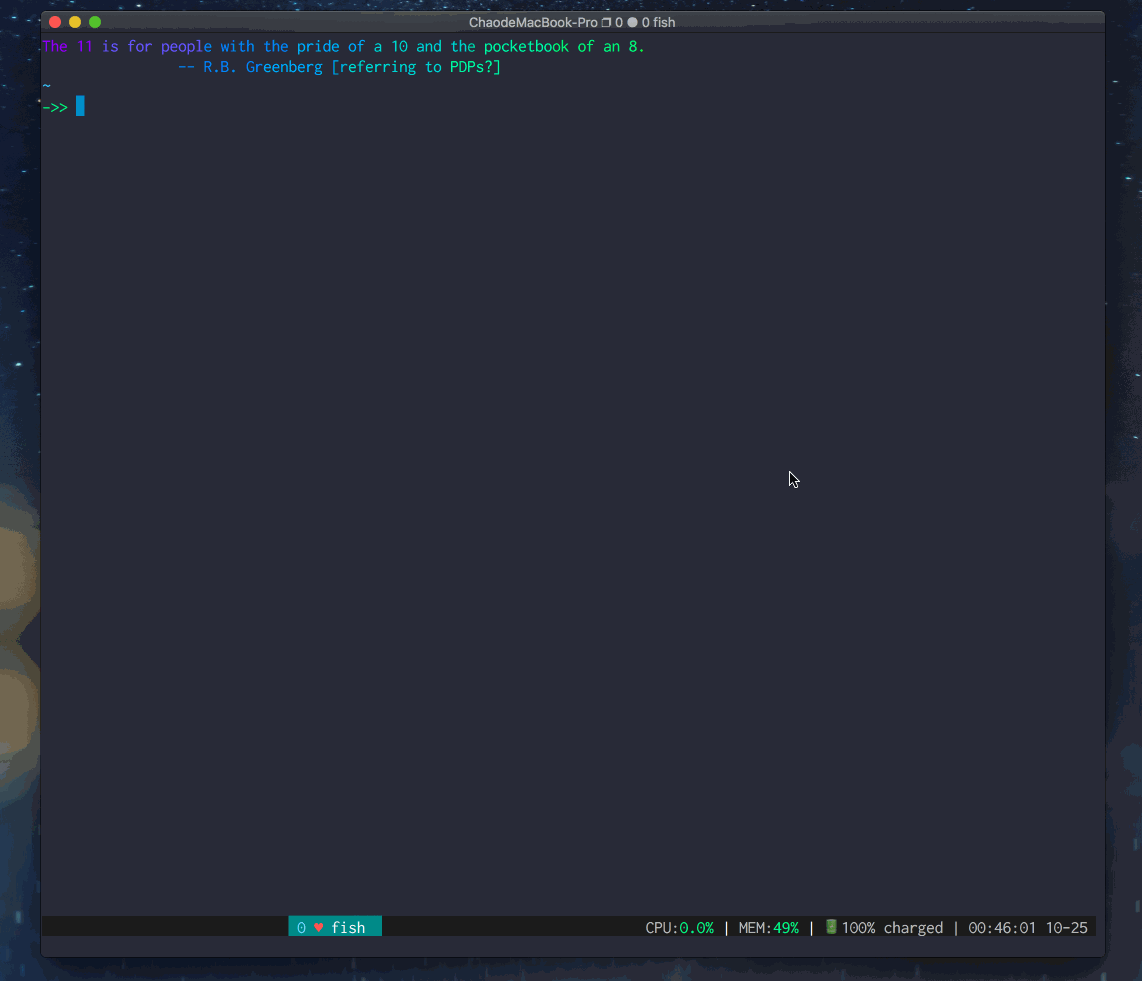 ChaodeMacBook-Pro ❐ 0 ● 0 fish
The 11 is for people with the pride of a 10 and the pocketbook of an 8.
-- R.B. Greenberg [referring to PDPs?]
~
->>
0 ♥ fish
CPU:0.0% | MEM:49% | 🔋100% charged | 00:46:01 10-25